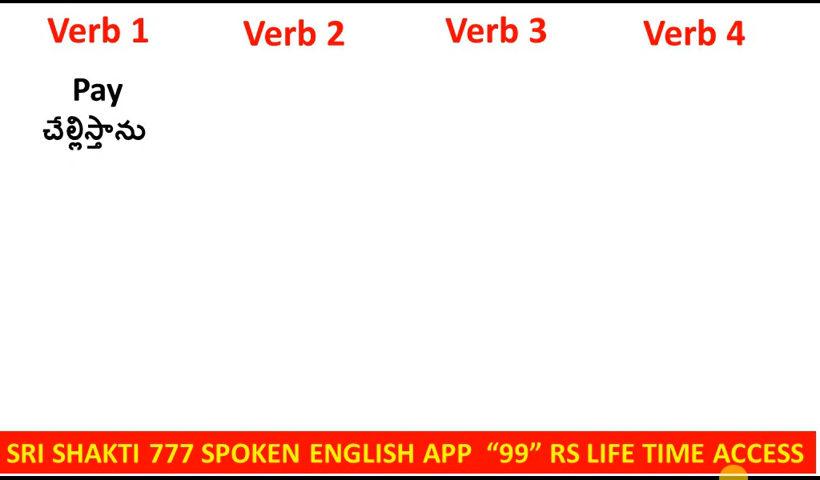 Verb 1 Verb 2 Verb 3 Verb 4
Pay
చేల్లిస్తాను
SRI SHAKTI 777 SPOKEN ENGLISH APP “99” RS LIFE TIME ACCESS